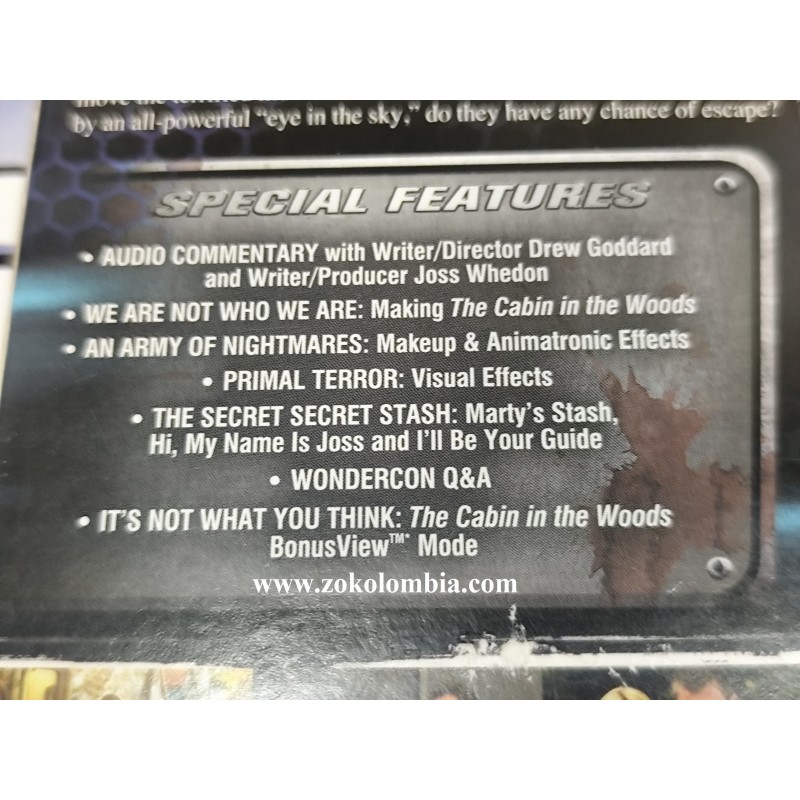 by an all-powerful "eye in the sky," do they have any chance of escape?
SPECIAL FEATURES
• AUDIO COMMENTARY with Writer/Director Drew Goddard
and Writer/Producer Joss Whedon
• WE ARE NOT WHO WE ARE: Making The Cabin in the Woods
• AN ARMY OF NIGHTMARES: Makeup & Animatronic Effects
• PRIMAL TERROR: Visual Effects
• THE SECRET SECRET STASH: Marty's Stash,
Hi, My Name Is Joss and I'll Be Your Guide
• WONDERCON Q&A
• IT'S NOT WHAT YOU THINK: The Cabin in the Woods
BonusView™* Mode
www.zokolombia.com